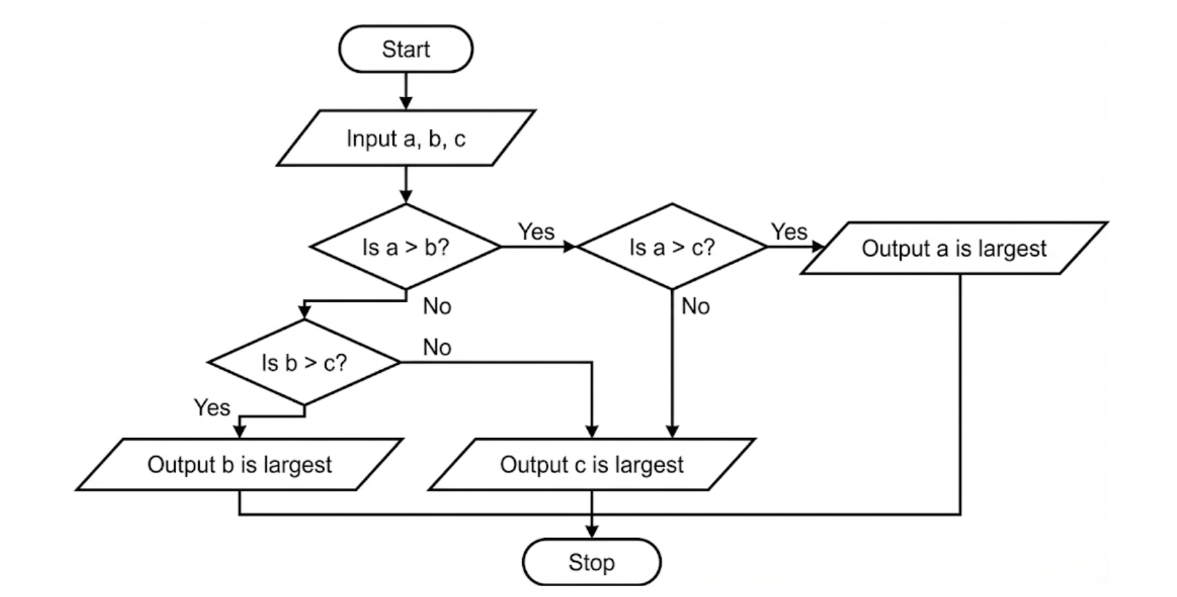 Start
Input a, b, c
Is a > b?
Yes
Is a > c?
Yes
Output a is largest
No
No
Is b > c?
No
Yes
Output b is largest
Output c is largest
Stop